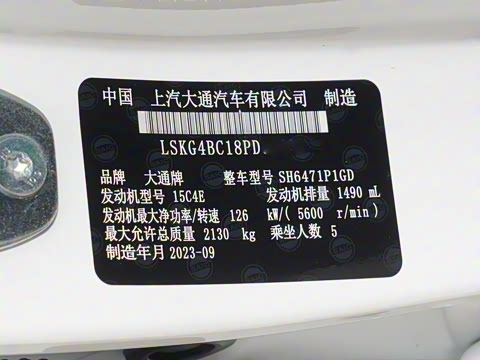 中国 上汽大通汽车有限公司 制造
LSKG4BC18PD
品牌 大通牌 整车型号 SH6471P1GD
发动机型号 15C4E 发动机排量 1490 mL
发动机最大净功率/转速 126 kW/( 5600 r/min)
最大允许总质量 2130 kg 乘坐人数 5
制造年月 2023-09